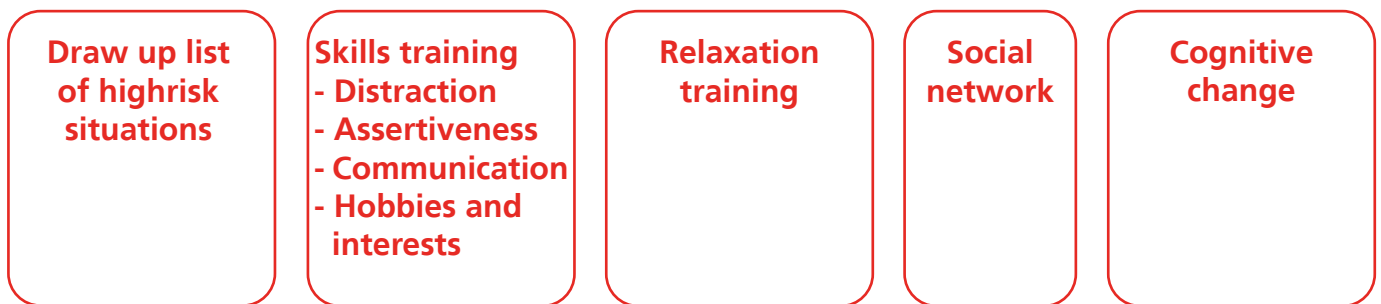 Draw up list
of highrisk
situations
Skills training
- Distraction
- Assertiveness
- Communication
- Hobbies and
interests
Relaxation
training
Social
network
Cognitive
change